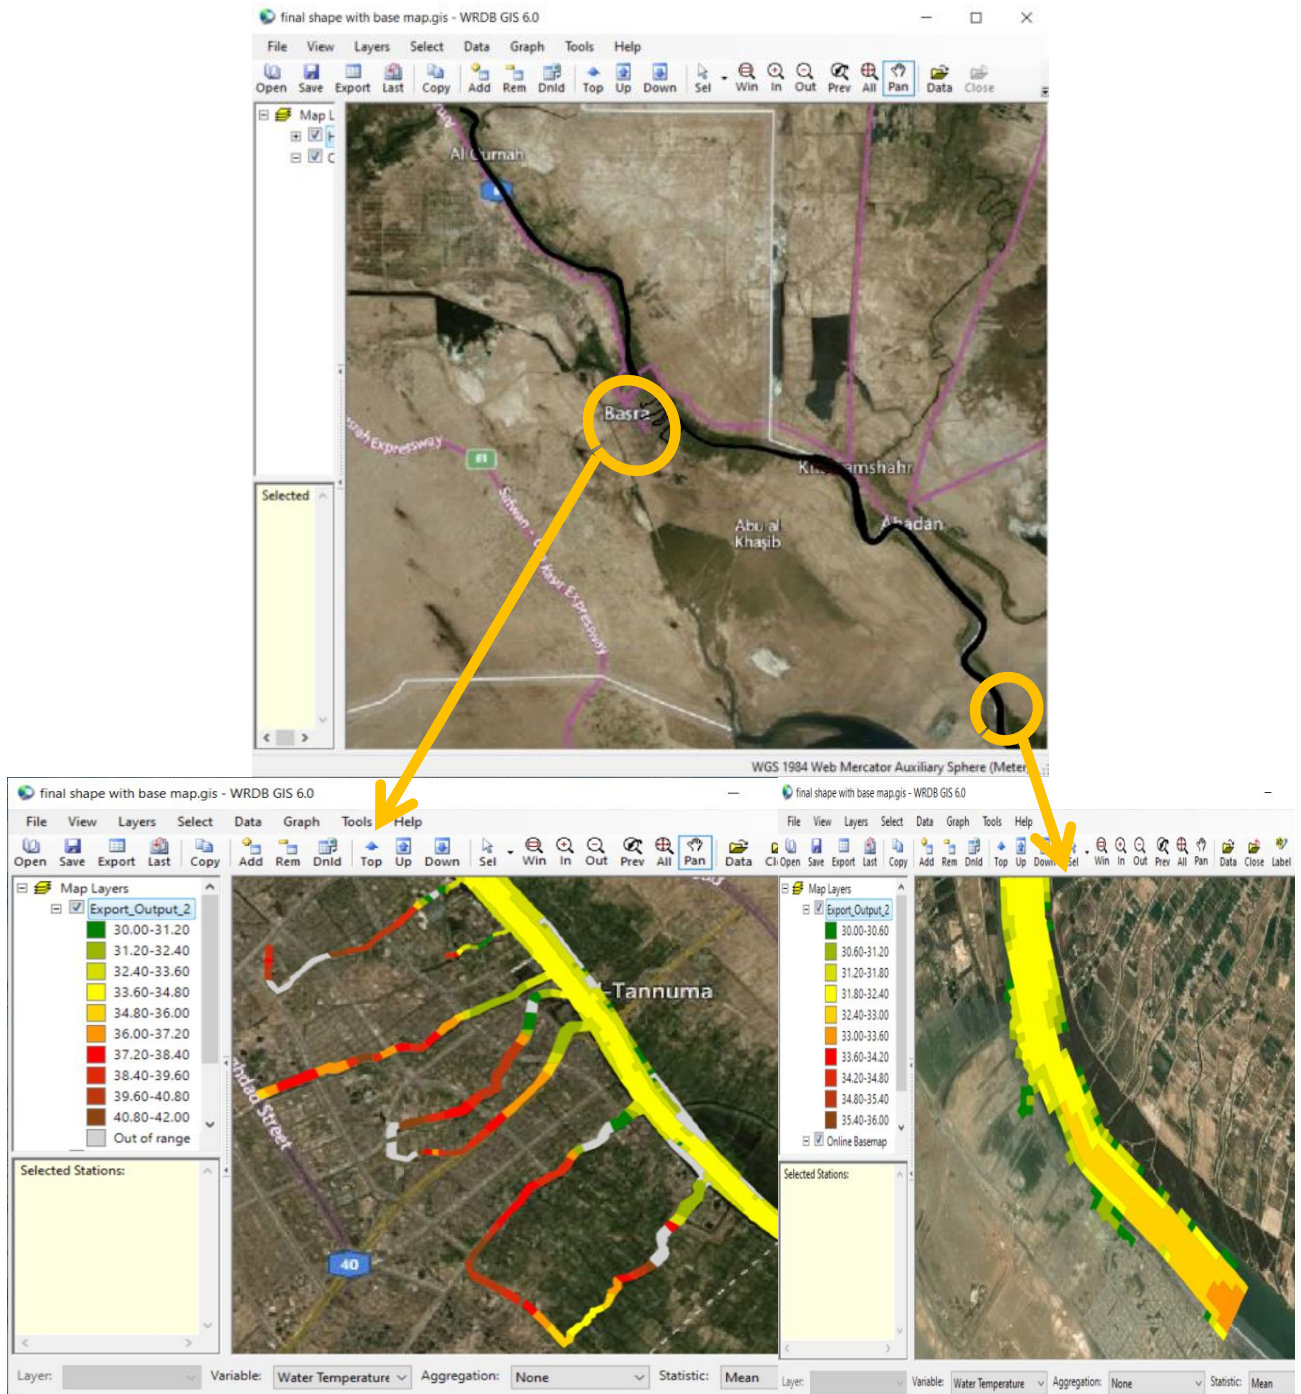 final shape with base map.gis - WRDB GIS 6.0
File View Layers Select Data Graph Tools Help
Open Save Export Last Copy Add Rem Dnld Top Up Down Sel Win In Out Prev All Pan Data Close
Map L
H
C
Al Qurnah
Basra
Expressway
81
Safwan -
Kayr Expressway
Abadan
Abu al
Khasib
Selected
WGS 1984 Web Mercator Auxiliary Sphere (Meter
final shape with base map.gis - WRDB GIS 6.0
File View Layers Select Data Graph Tools Help
Open Save Export Last Copy Add Rem Dnld Top Up Down Sel Win In Out Prev All Pan Data Cl
Map Layers
Export_Output_2
30.00-31.20
31.20-32.40
32.40-33.60
33.60-34.80
34.80-36.00
36.00-37.20
37.20-38.40
38.40-39.60
39.60-40.80
40.80-42.00
Out of range
Selected Stations:
-Tannuma
Street
40
Layer: Variable: Water Temperature Aggregation: None Statistic: Mean
final shape with base map.gis - WRDB GIS 6.0
File View Layers Select Data Graph Tools Help
Open Save Export Last Copy Add Rem Dnld Top Up Down Sel Win In Out Prev All Pan Data Close Label
Map Layers
Export_Output_2
30.00-30.60
30.60-31.20
31.20-31.80
31.80-32.40
32.40-33.00
33.00-33.60
33.60-34.20
34.20-34.80
34.80-35.40
35.40-36.00
Online Basemap
Selected Stations:
Layer: Variable: Water Temperature Aggregation: None Statistic: Mean